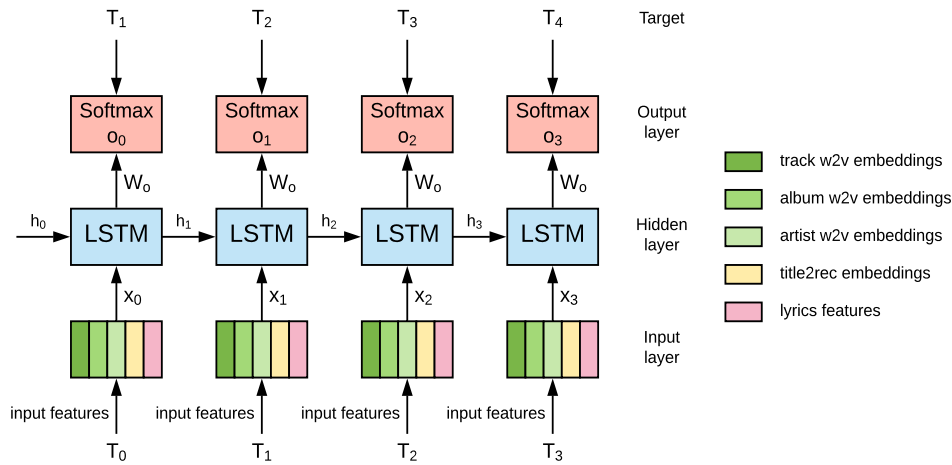 T1 T2 T3 T4 Target
Softmax Softmax Softmax Softmax Output
o0 o1 o2 o3 layer
track w2v embeddings
Wo Wo Wo Wo
album w2v embeddings
h0 h1 h2 h3
LSTM LSTM LSTM LSTM Hidden
layer
artist w2v embeddings
title2rec embeddings
x0 x1 x2 x3
lyrics features
Input
layer
input features input features input features input features
T0 T1 T2 T3